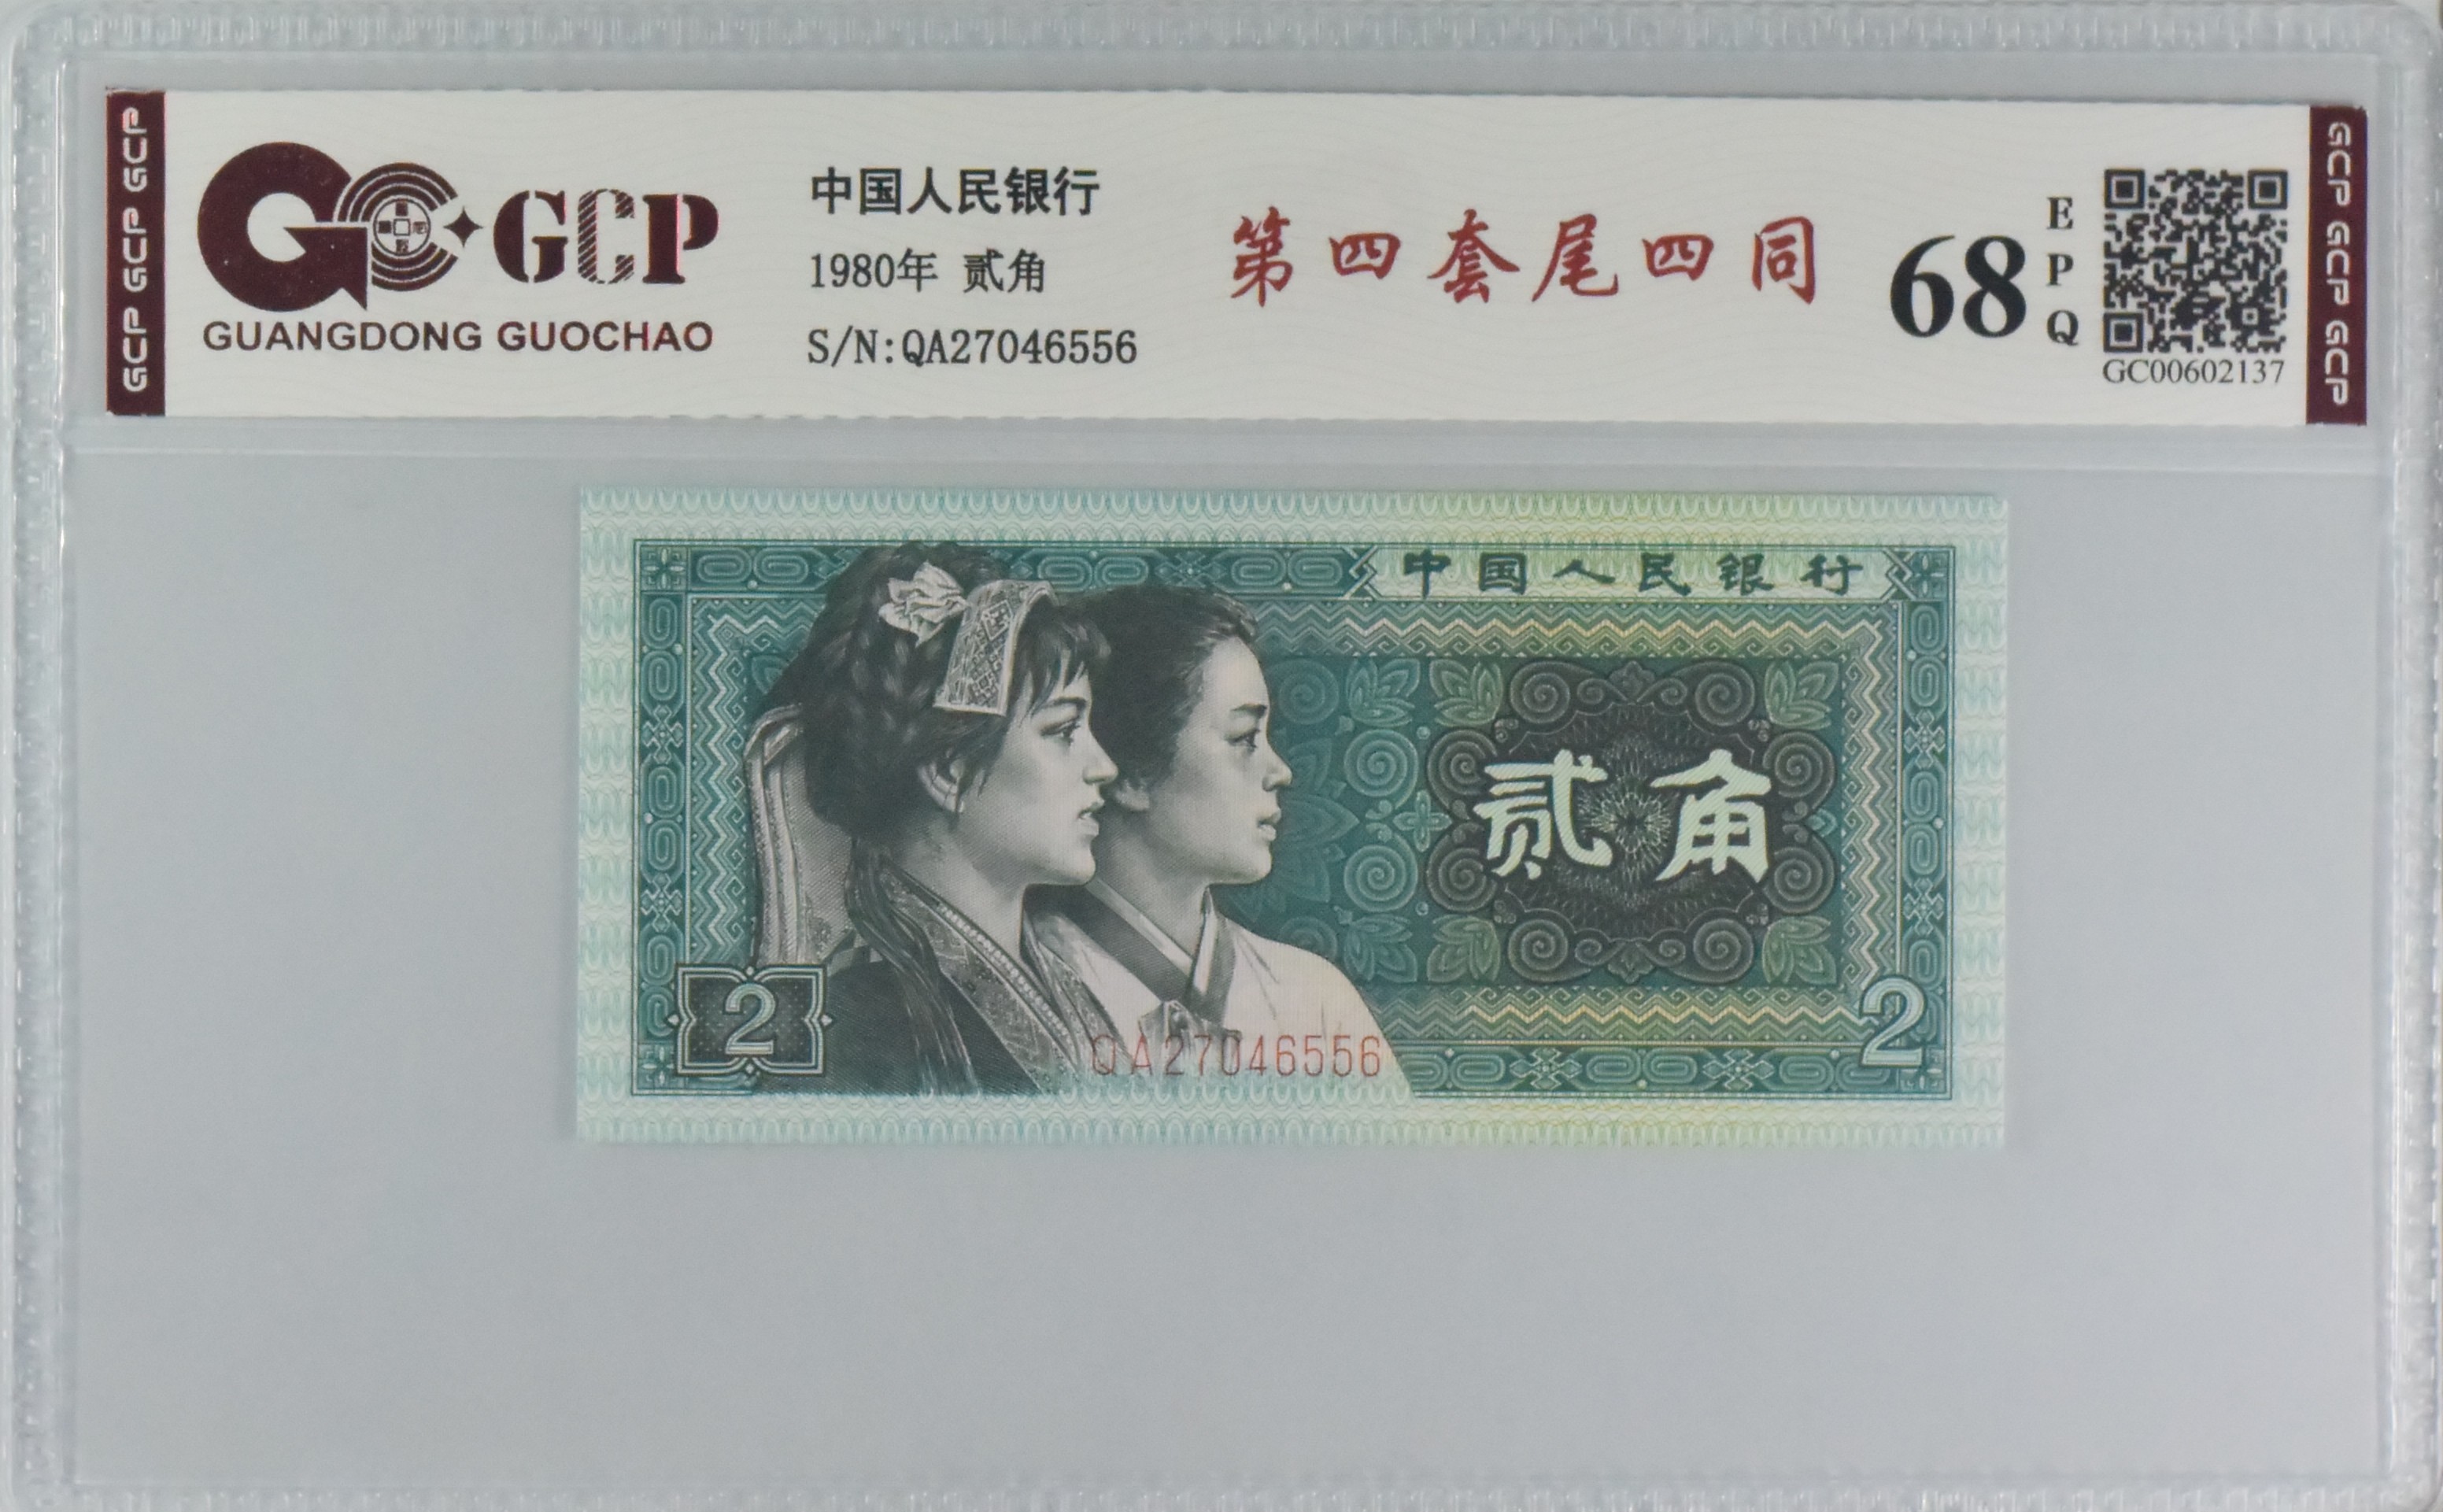 GCP GCP GCP
GCP
GUANGDONG GUOCHAO
中国人民银行
1980年 贰角
S/N:QA27046556
第四套尾四同
68
EPQ
GC00602137
GCP GCP GCP
中国人民银行
贰角
2
QA27046556
2